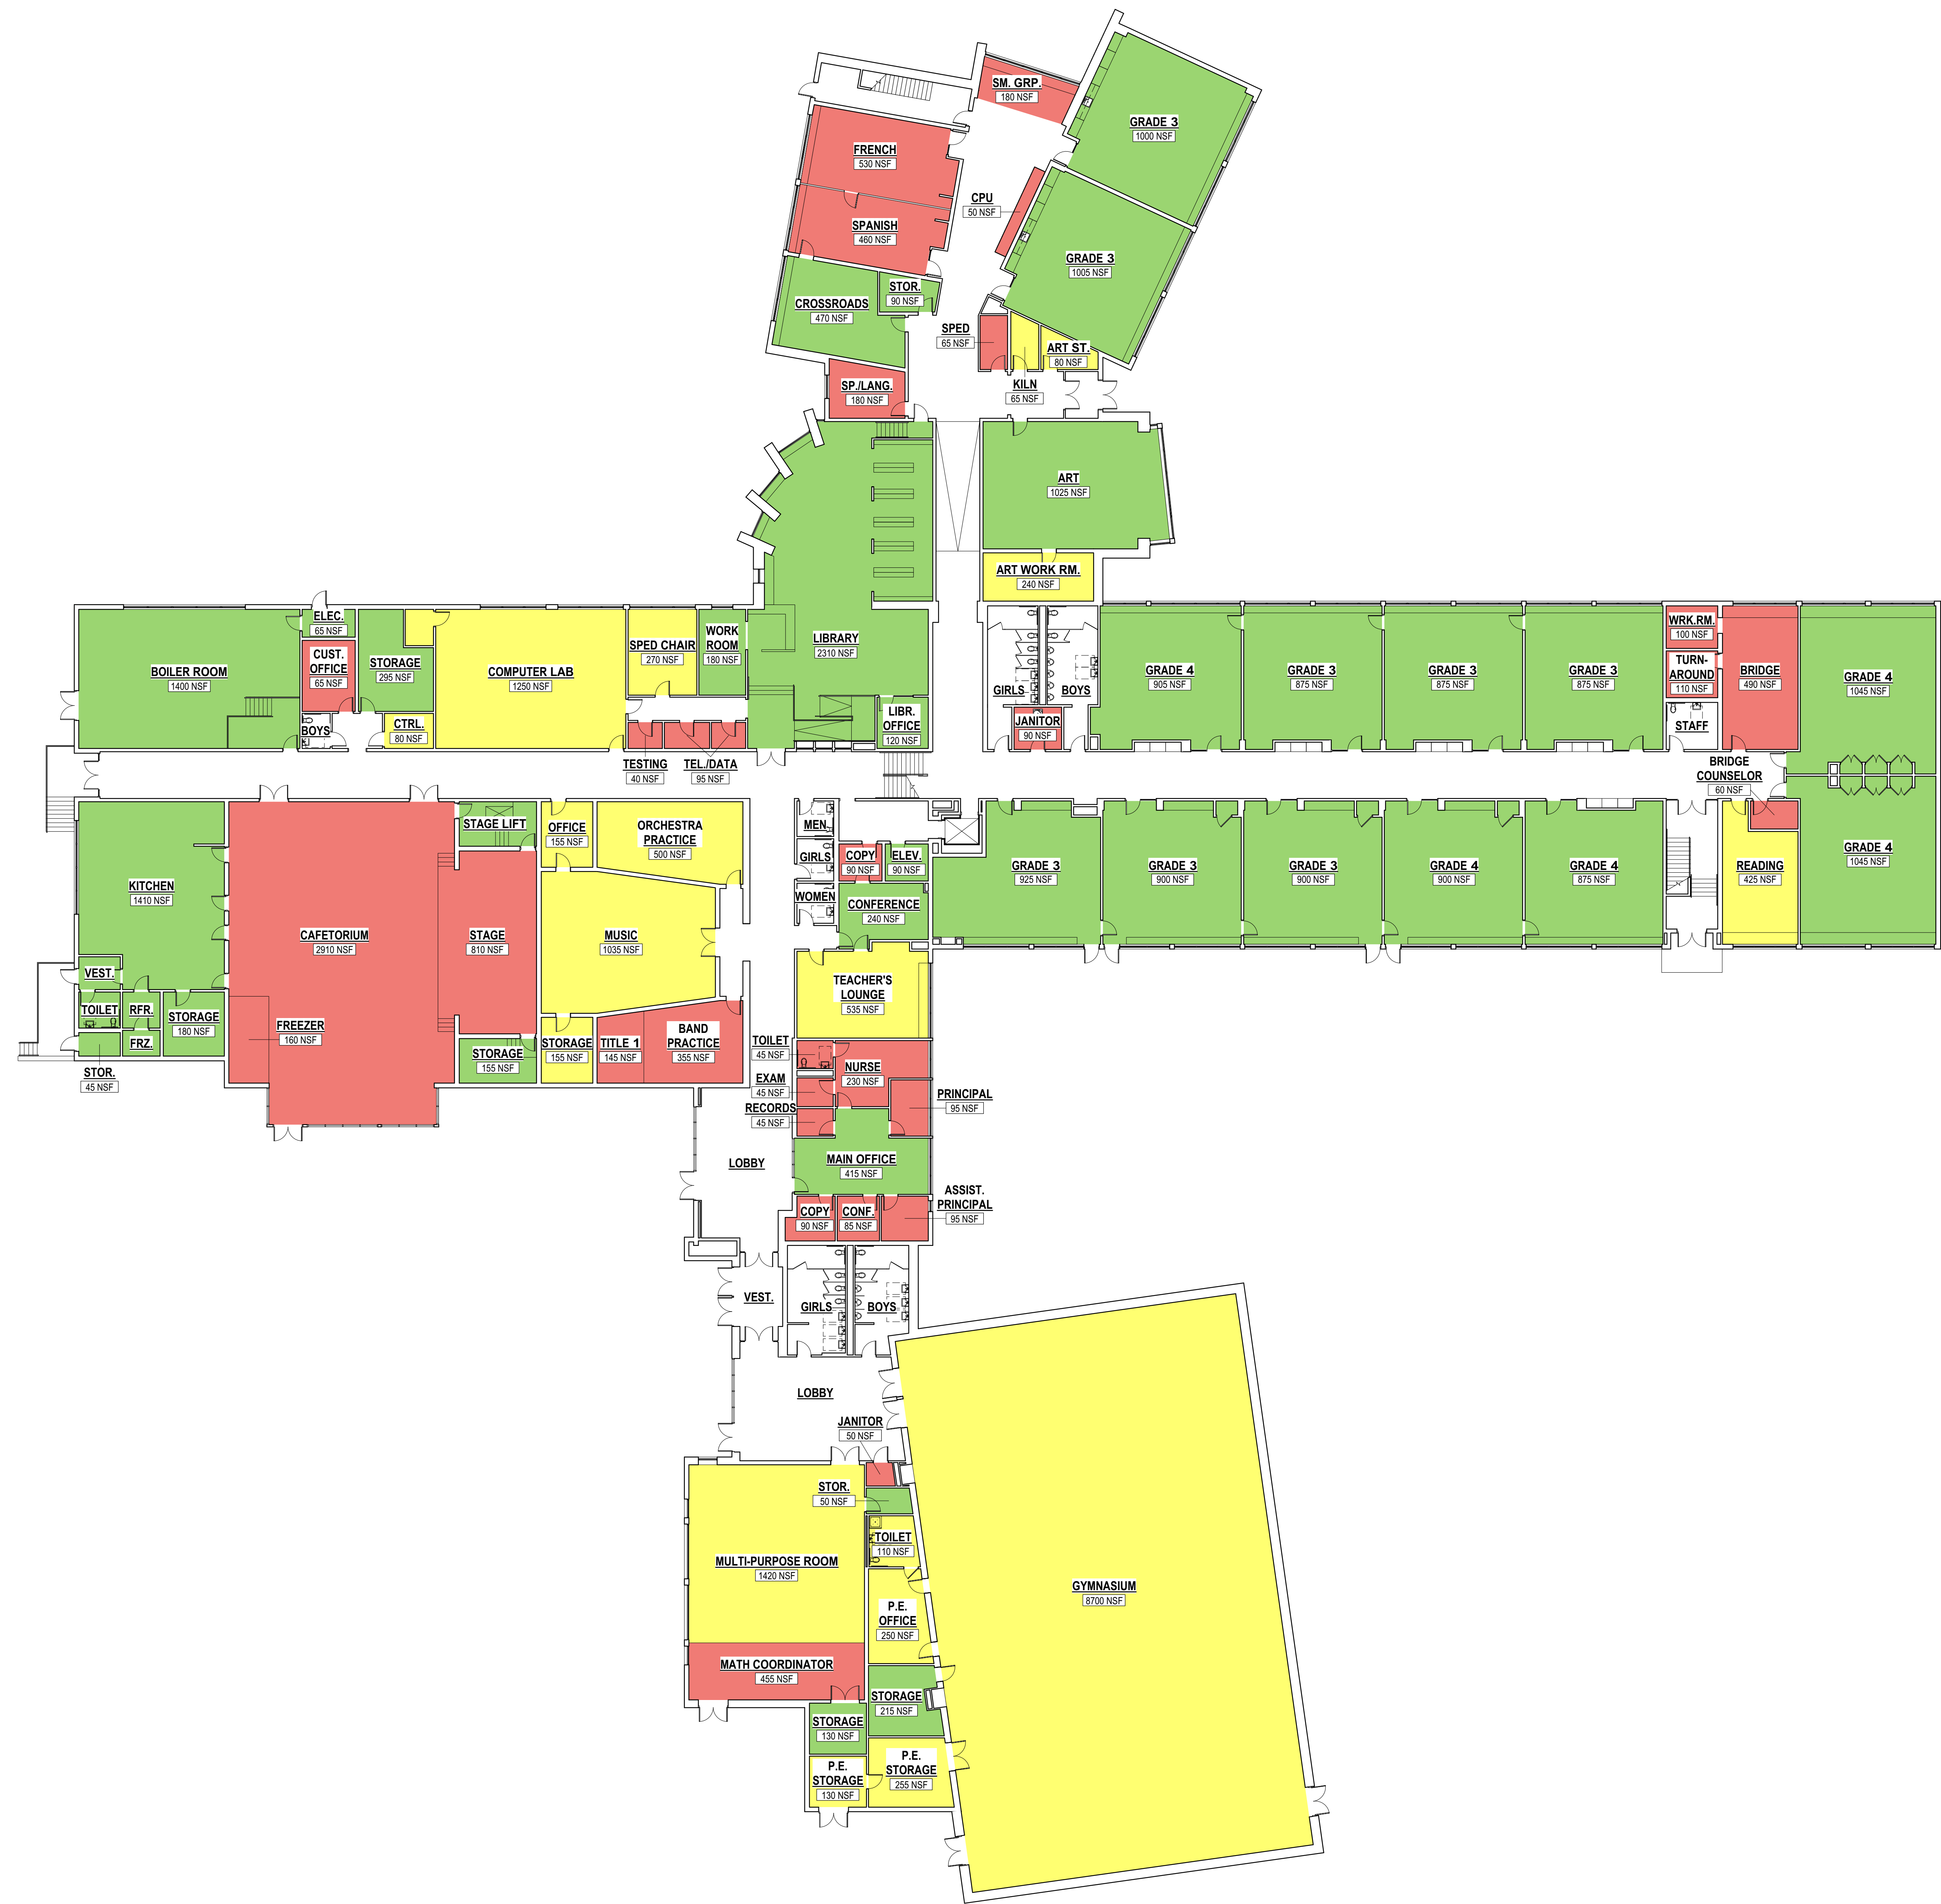 SM. GRP.
180 NSF
GRADE 3
1000 NSF
FRENCH
530 NSF
CPU
50 NSF
SPANISH
460 NSF
GRADE 3
1005 NSF
STOR.
90 NSF
CROSSROADS
470 NSF
SPED
65 NSF
ART ST.
80 NSF
SP./LANG.
180 NSF
KILN
65 NSF
ART
1025 NSF
ART WORK RM.
240 NSF
ELEC.
65 NSF
BOILER ROOM
1400 NSF
CUST.
OFFICE
65 NSF
STORAGE
295 NSF
COMPUTER LAB
1250 NSF
SPED CHAIR
270 NSF
WORK
ROOM
180 NSF
LIBRARY
2310 NSF
BOYS
CTRL.
80 NSF
LIBR.
OFFICE
120 NSF
GIRLS
BOYS
JANITOR
90 NSF
GRADE 4
905 NSF
GRADE 3
875 NSF
GRADE 3
875 NSF
GRADE 3
875 NSF
WRK.RM.
100 NSF
TURN-
AROUND
110 NSF
STAFF
BRIDGE
490 NSF
GRADE 4
1045 NSF
TESTING
40 NSF
TEL./DATA
95 NSF
BRIDGE
COUNSELOR
60 NSF
KITCHEN
1410 NSF
CAFETORIUM
2910 NSF
STAGE LIFT
STAGE
810 NSF
OFFICE
155 NSF
ORCHESTRA
PRACTICE
500 NSF
MUSIC
1035 NSF
MEN
GIRLS
WOMEN
COPY
90 NSF
ELEV.
90 NSF
CONFERENCE
240 NSF
GRADE 3
925 NSF
GRADE 3
900 NSF
GRADE 3
900 NSF
GRADE 4
900 NSF
GRADE 4
875 NSF
READING
425 NSF
GRADE 4
1045 NSF
VEST.
TOILET
RFR.
FRZ.
STORAGE
180 NSF
STOR.
45 NSF
FREEZER
160 NSF
STORAGE
155 NSF
STORAGE
155 NSF
TITLE 1
145 NSF
BAND
PRACTICE
355 NSF
TEACHER'S
LOUNGE
535 NSF
TOILET
45 NSF
NURSE
230 NSF
EXAM
45 NSF
RECORDS
45 NSF
PRINCIPAL
95 NSF
LOBBY
MAIN OFFICE
415 NSF
ASSIST.
PRINCIPAL
95 NSF
COPY
90 NSF
CONF.
85 NSF
VEST.
GIRLS
BOYS
LOBBY
JANITOR
50 NSF
STOR.
50 NSF
TOILET
110 NSF
MULTI-PURPOSE ROOM
1420 NSF
GYMNASIUM
8700 NSF
P.E.
OFFICE
250 NSF
MATH COORDINATOR
455 NSF
STORAGE
215 NSF
STORAGE
130 NSF
P.E.
STORAGE
255 NSF
P.E.
STORAGE
130 NSF